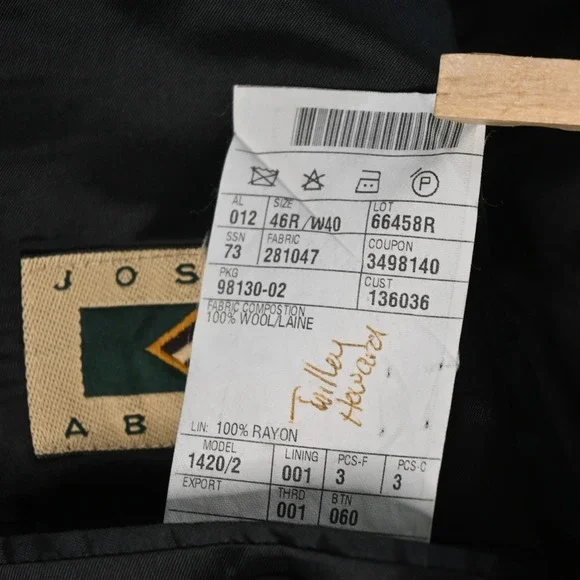 AL SIZE LOT
012 46R/W40 66458R
SSN FABRIC COUPON
73 281047 3498140
PKG CUST
98130-02 136036
FABRIC COMPOSTION
100% WOOL/LAINE
Howard
LIN: 100% RAYON
MODEL LINING PCS-F PCS-C
1420/2 001 3 3
EXPORT THRD BTN
001 060
P
JOS
AB